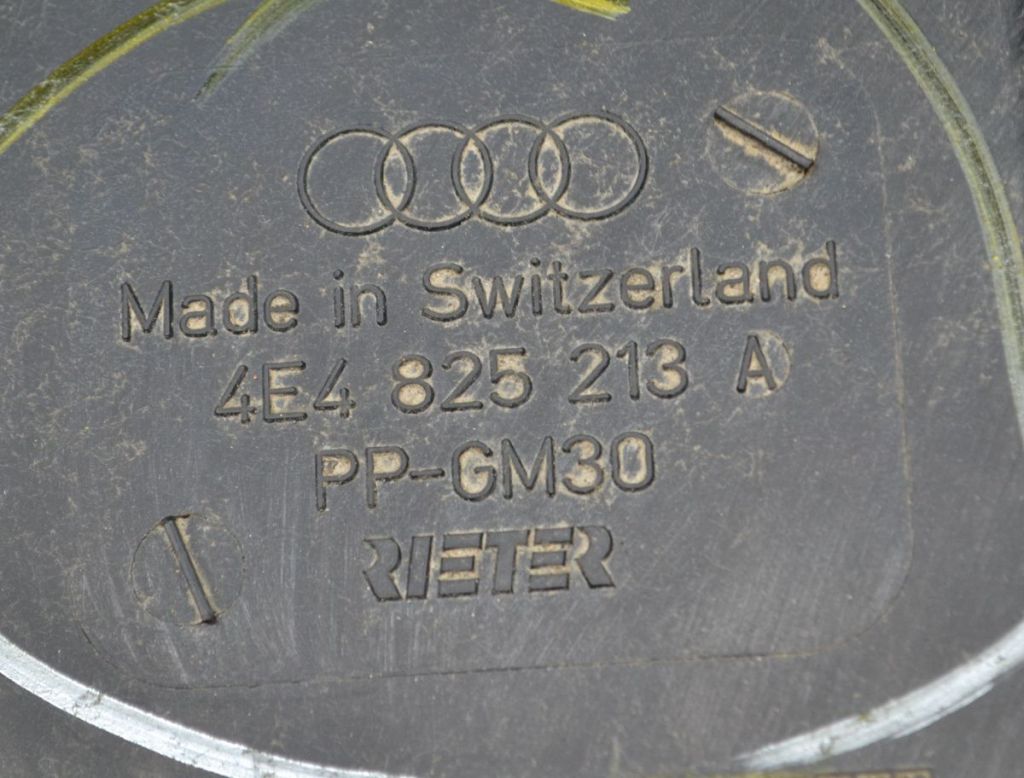 Made in Switzerland
4E4 825 213 A
PP-GM30
RIETER